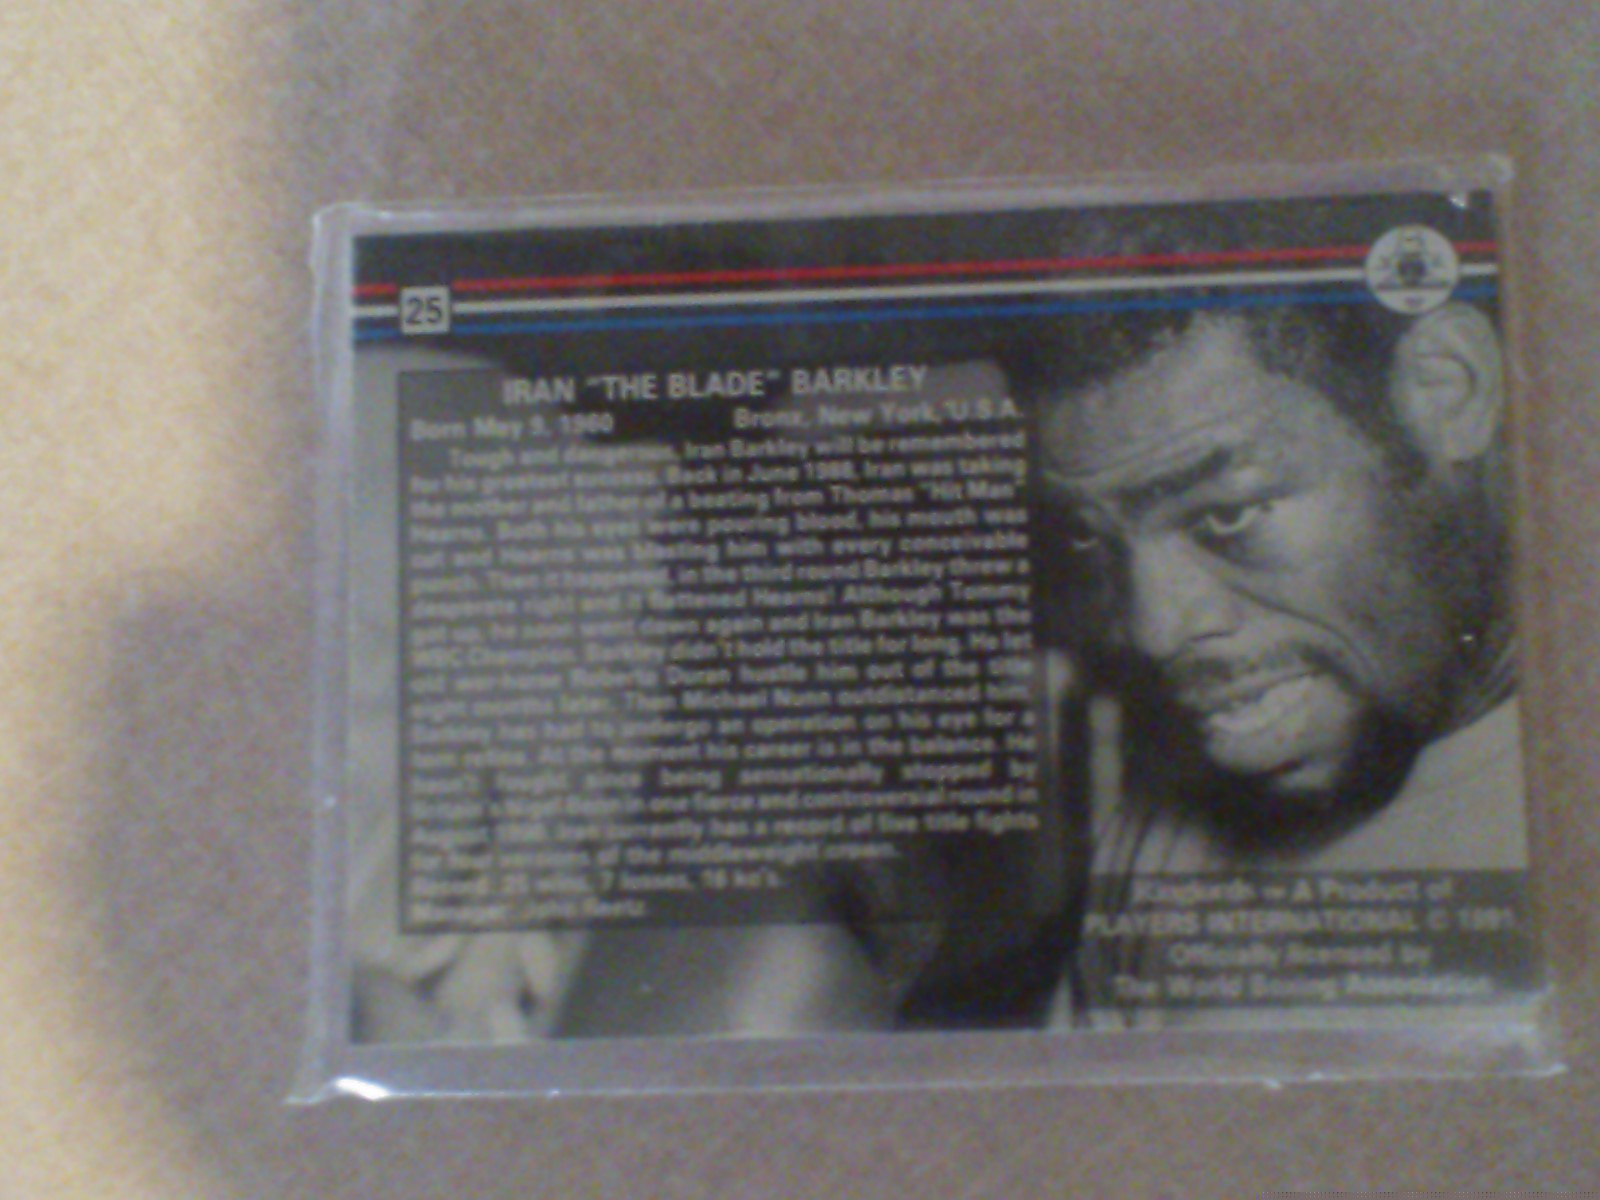 25
IRAN "THE BLADE" BARKLEY
Born May 9, 1960 Bronx, New York, U.S.A.
Tough and dangerous, Iran Barkley will be remembered
for his greatest success. Back in June 1988, Iran was taking
the mother and father of a beating from Thomas "Hit Man"
Hearns. Both his eyes were pouring blood, his mouth was
cut and Hearns was blasting him with every conceivable
punch. Then it happened, in the third round Barkley threw a
desperate right and it flattened Hearns! Although Tommy
got up, he soon went down again and Iran Barkley was the
WBC Champion. Barkley didn't hold the title for long. He let
old war-horse Roberto Duran hustle him out of the title
eight months later. Then Michael Nunn outdistanced him.
Barkley has had to undergo an operation on his eye for a
torn retina. At the moment his career is in the balance. He
hasn't fought since being sensationally stopped by
Britain's Nigel Benn in one fierce and controversial round in
August 1990. Iran currently has a record of five title fights
for four versions of the middleweight crown.
Record: 25 wins, 7 losses, 16 ko's.
Manager: John Reetz
Ringlords — A Product of
PLAYERS INTERNATIONAL © 1991
Officially licensed by
The World Boxing Association